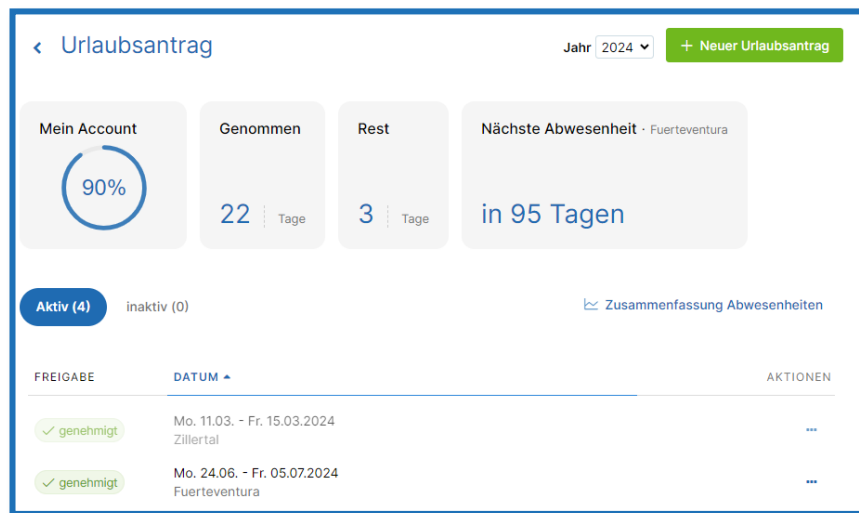 Urlaubsantrag
Jahr 2024 + Neuer Urlaubsantrag
Mein Account
90%
Genommen
22 Tage
Rest
3 Tage
Nächste Abwesenheit · Fuerteventura
in 95 Tagen
Aktiv (4) inaktiv (0) Zusammenfassung Abwesenheiten
FREIGABE DATUM AKTIONEN
genehmigt Mo. 11.03. - Fr. 15.03.2024
Zillertal
genehmigt Mo. 24.06. - Fr. 05.07.2024
Fuerteventura